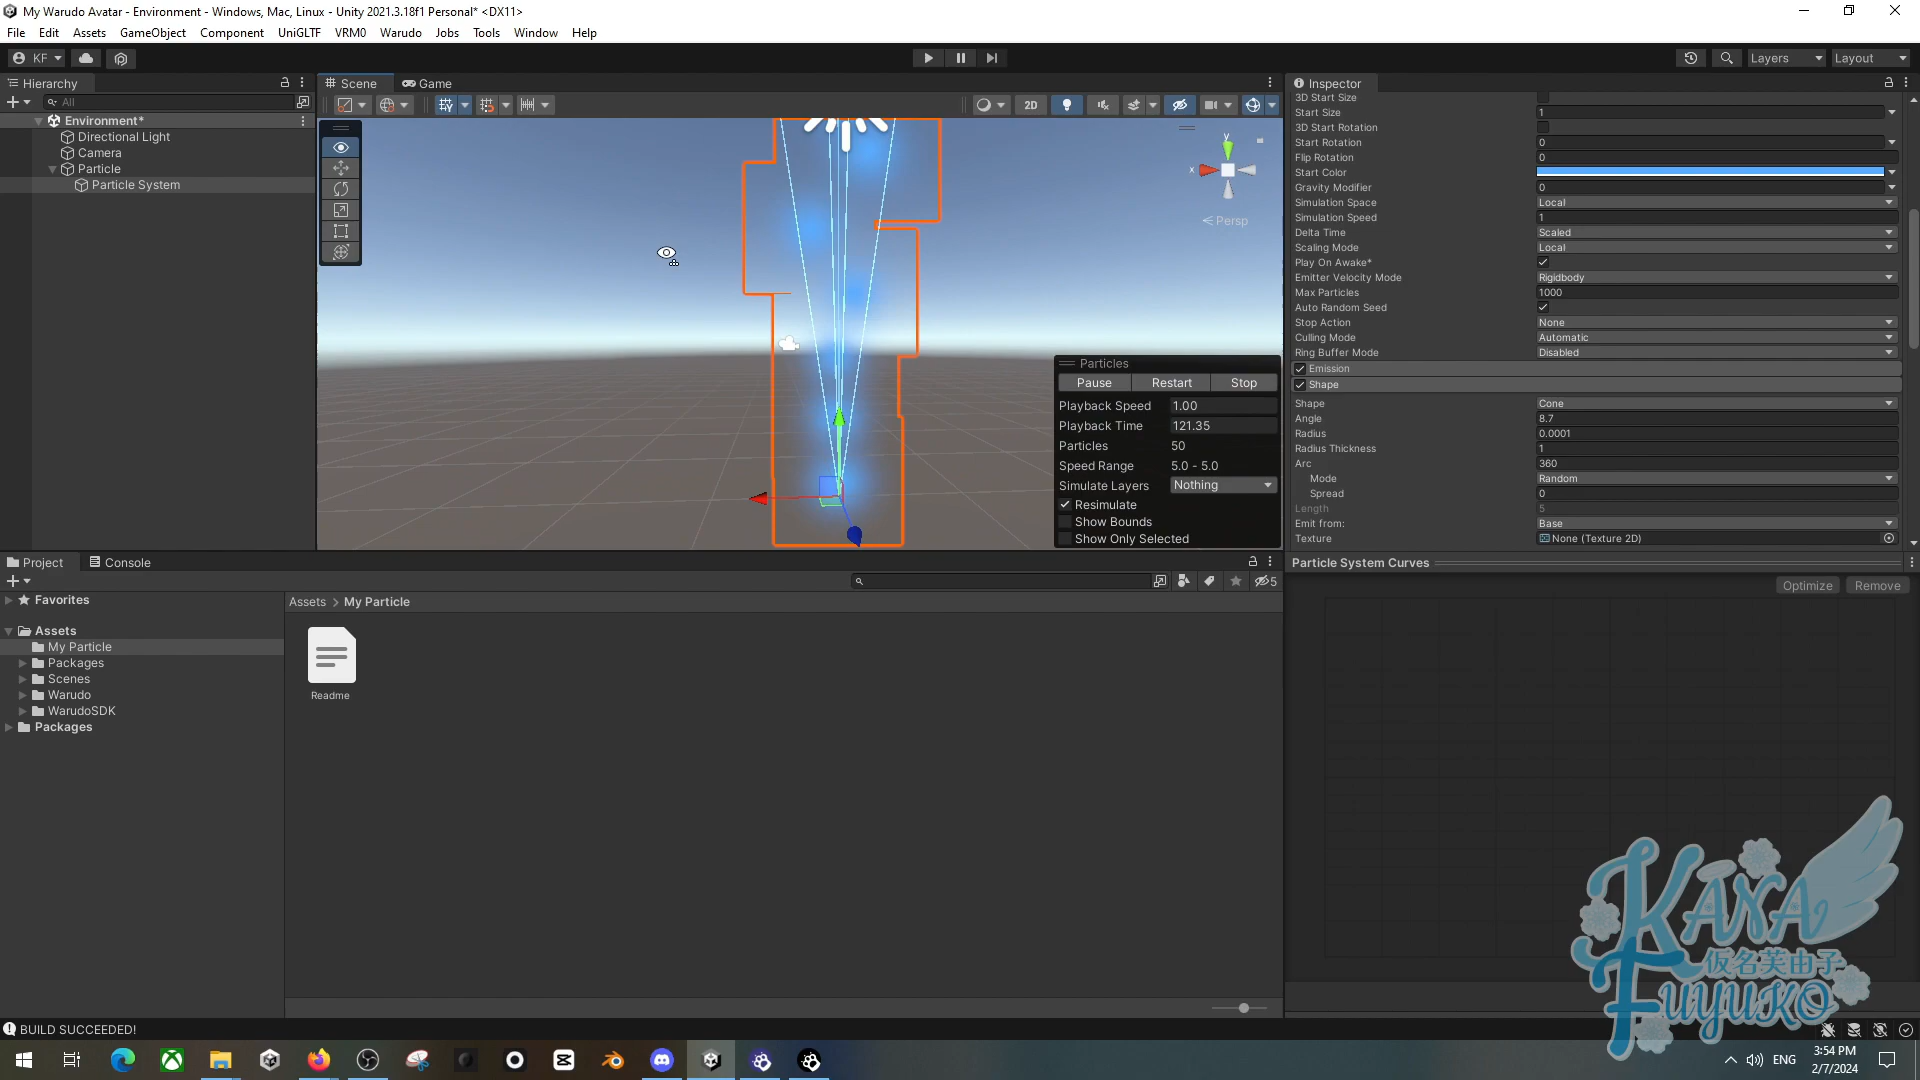 My Warudo Avatar - Environment - Windows, Mac, Linux - Unity 2021.3.18f1 Personal* <DX11>
File Edit Assets GameObject Component UniGLTF VRM0 Warudo Jobs Tools Window Help
KF
Layers
Layout
Hierarchy
All
Environment*
Directional Light
Camera
Particle
Particle System
Scene
Game
2D
y
x
Persp
Particles
Pause Restart Stop
Playback Speed 1.00
Playback Time 121.35
Particles 50
Speed Range 5.0 - 5.0
Simulate Layers Nothing
Resimulate
Show Bounds
Show Only Selected
Inspector
3D Start Size
Start Size 1
3D Start Rotation
Start Rotation 0
Flip Rotation 0
Start Color
Gravity Modifier 0
Simulation Space Local
Simulation Speed 1
Delta Time Scaled
Scaling Mode Local
Play On Awake*
Emitter Velocity Mode Rigidbody
Max Particles 1000
Auto Random Seed
Stop Action None
Culling Mode Automatic
Ring Buffer Mode Disabled
Emission
Shape
Shape Cone
Angle 8.7
Radius 0.0001
Radius Thickness 1
Arc 360
Mode Random
Spread 0
Length 5
Emit from: Base
Texture None (Texture 2D)
Particle System Curves
Optimize Remove
Project
Console
5
Favorites
Assets
My Particle
Packages
Scenes
Warudo
WarudoSDK
Packages
Assets > My Particle
Readme
KANA
仮名芙由子
FUYUKO
BUILD SUCCEEDED!
ENG
3:54 PM
2/7/2024